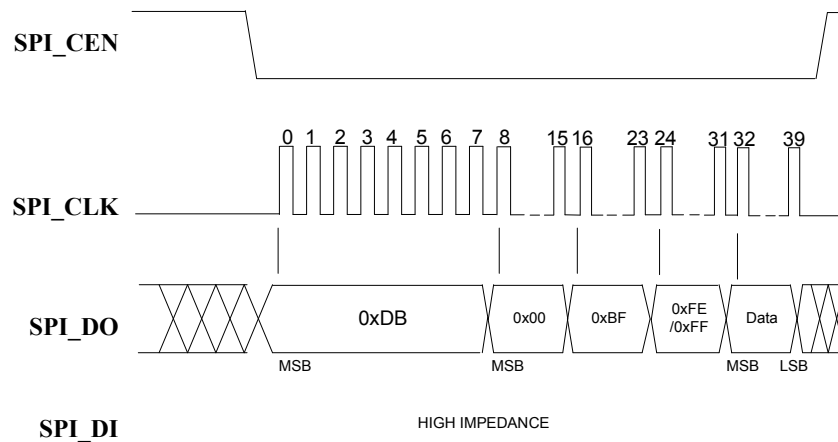 SPI_CEN
0 1 2 3 4 5 6 7 8 15 16 23 24 31 32 39
SPI_CLK
SPI_DO
0xDB
0x00
0xBF
0xFE
/0xFF
Data
MSB
MSB
MSB
LSB
SPI_DI
HIGH IMPEDANCE